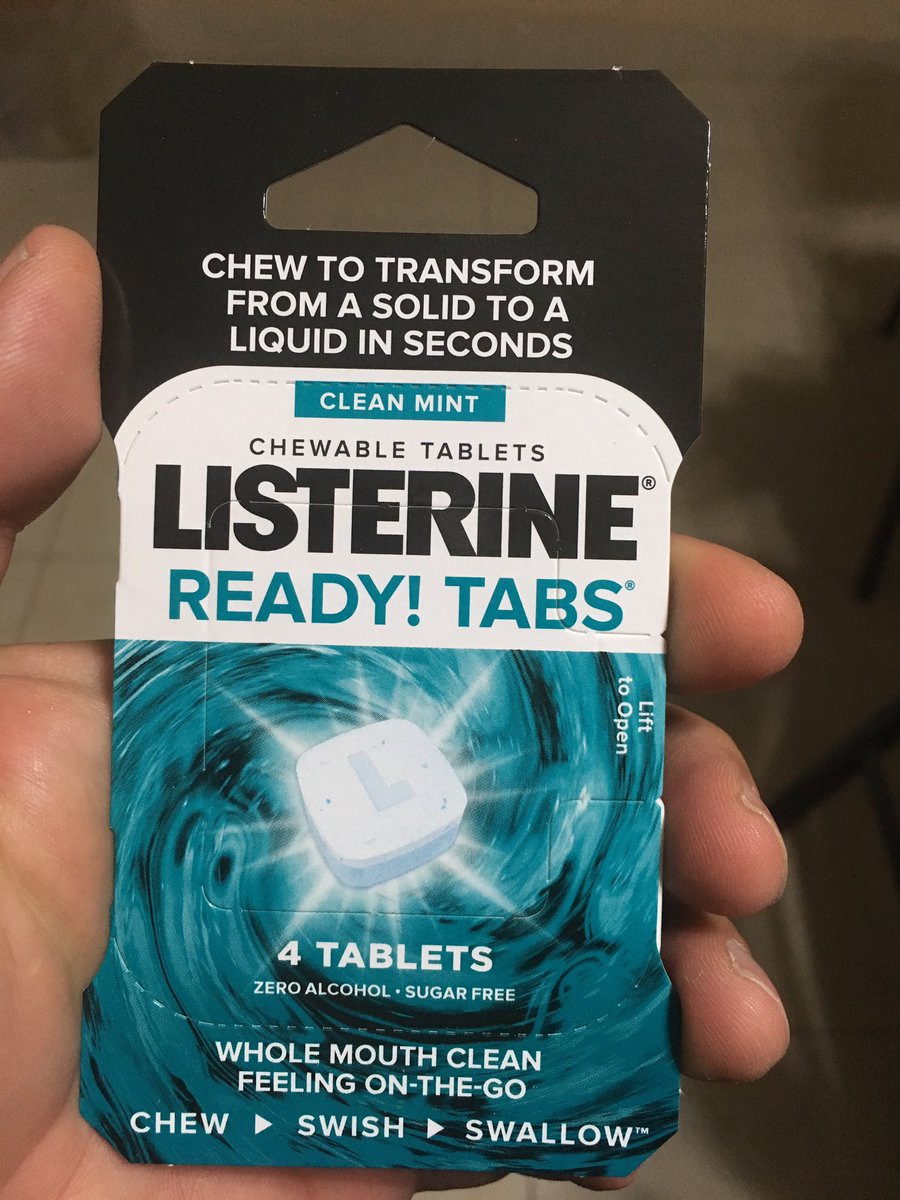 CHEW TO TRANSFORM
FROM A SOLID TO A
LIQUID IN SECONDS
CLEAN MINT
CHEWABLE TABLETS
LISTERINE®
READY! TABS®
Lift
to Open
L
4 TABLETS
ZERO ALCOHOL • SUGAR FREE
WHOLE MOUTH CLEAN
FEELING ON-THE-GO
CHEW ▶ SWISH ▶ SWALLOW™